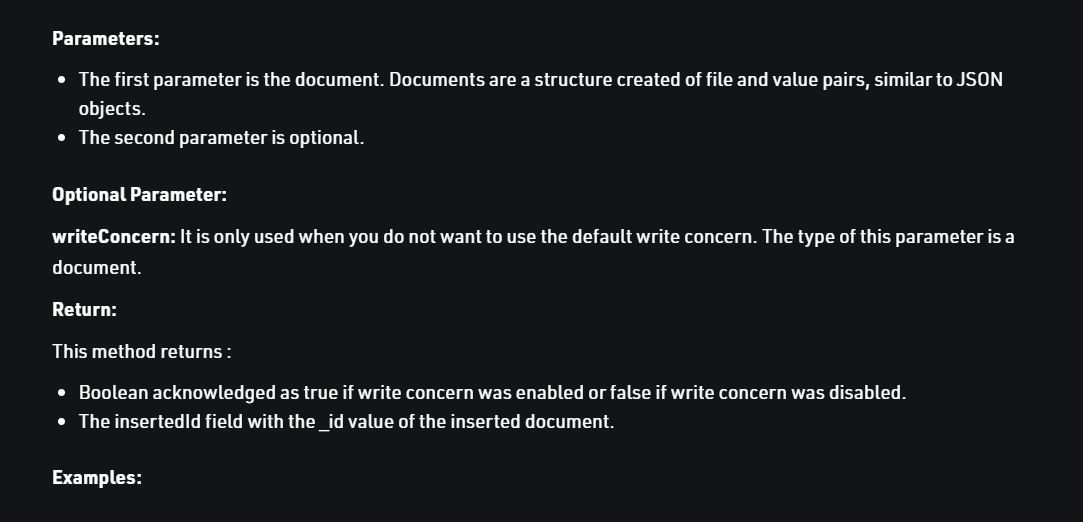 Parameters:
• The first parameter is the document. Documents are a structure created of file and value pairs, similar to JSON
objects.
• The second parameter is optional.
Optional Parameter:
writeConcern: It is only used when you do not want to use the default write concern. The type of this parameter is a
document.
Return:
This method returns :
• Boolean acknowledged as true if write concern was enabled or false if write concern was disabled.
• The insertedId field with the _id value of the inserted document.
Examples: